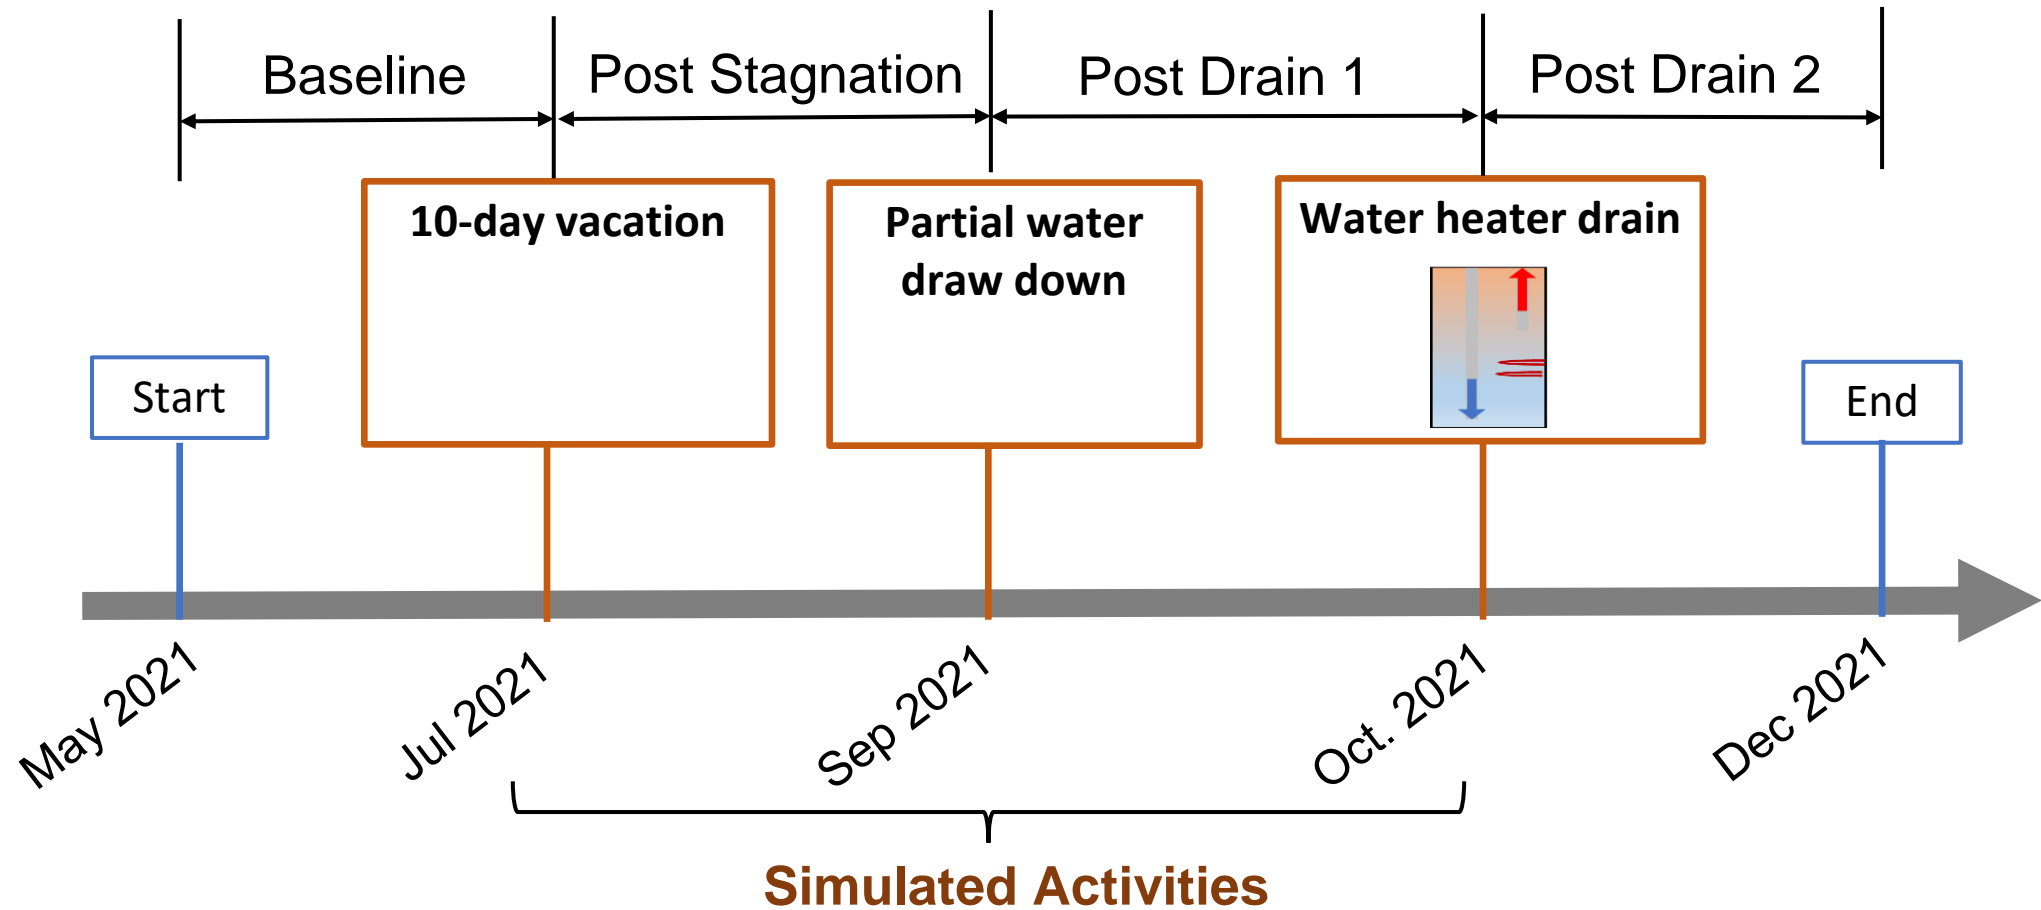 Baseline
Post Stagnation
Post Drain 1
Post Drain 2
10-day vacation
Partial water
draw down
Water heater drain
Start
End
May 2021
Jul 2021
Sep 2021
Oct. 2021
Dec 2021
Simulated Activities